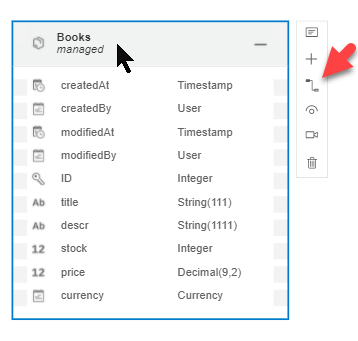 Books
managed
createdAt Timestamp
createdBy User
modifiedAt Timestamp
modifiedBy User
ID Integer
Ab title String(111)
Ab descr String(1111)
12 stock Integer
12 price Decimal(9,2)
currency Currency